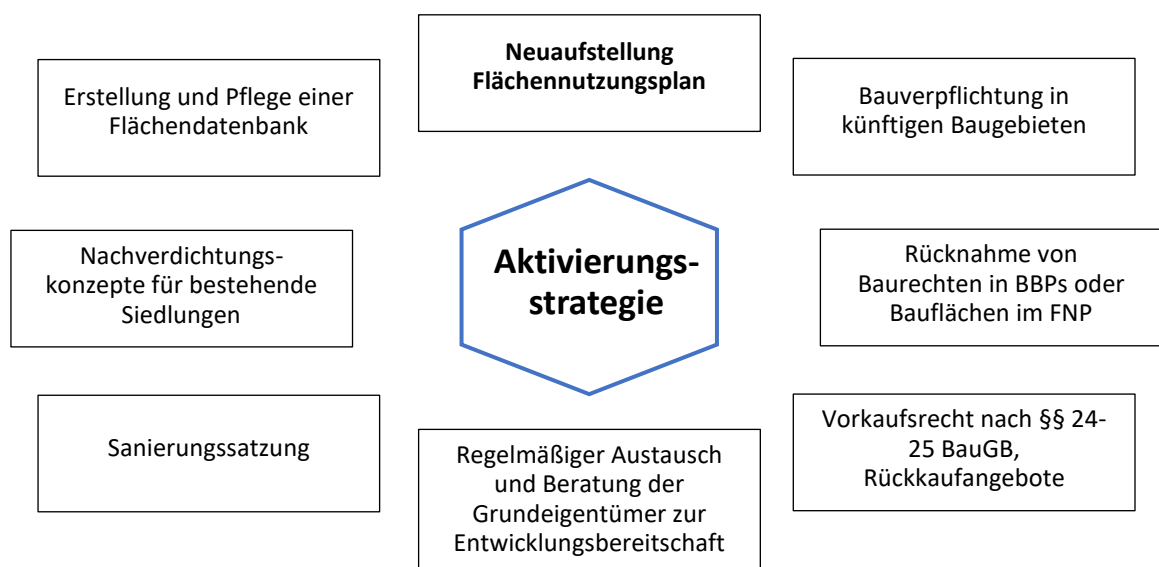 Neuaufstellung
Flächennutzungsplan
Erstellung und Pflege einer
Flächendatenbank
Bauverpflichtung in
künftigen Baugebieten
Nachverdichtungs-
konzepte für bestehende
Siedlungen
Aktivierungs-
strategie
Rücknahme von
Baurechten in BBPs oder
Bauflächen im FNP
Sanierungssatzung
Regelmäßiger Austausch
und Beratung der
Grundeigentümer zur
Entwicklungsbereitschaft
Vorkaufsrecht nach §§ 24-
25 BauGB,
Rückkaufangebote